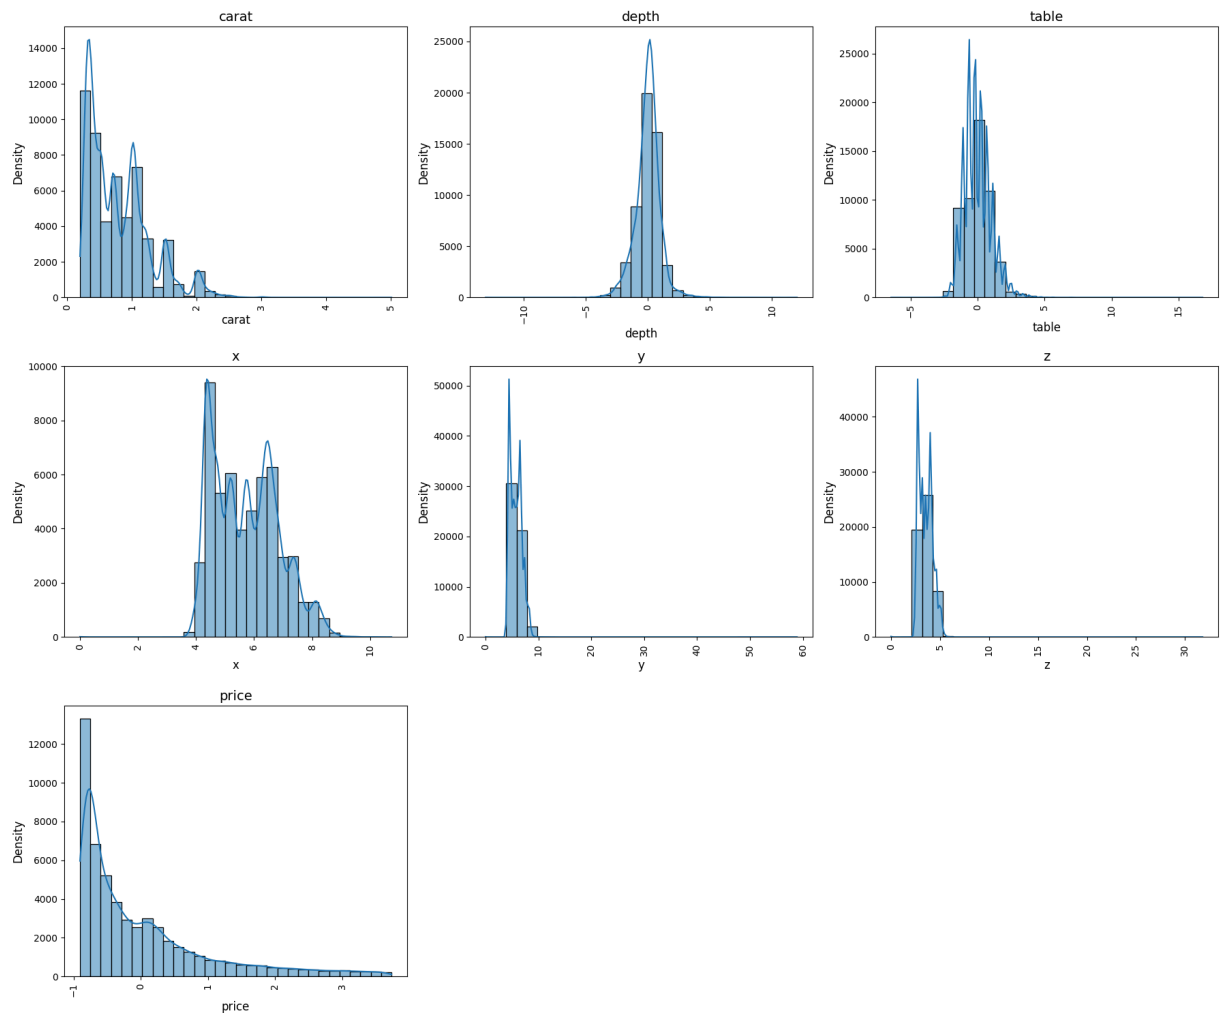 carat
Density
14000
12000
10000
8000
6000
4000
2000
0
0 1 2 3 4 5
carat
depth
Density
25000
20000
15000
10000
5000
0
−10 −5 0 5 10
depth
table
Density
25000
20000
15000
10000
5000
0
−5 0 5 10 15
table
x
Density
10000
8000
6000
4000
2000
0
0 2 4 6 8 10
x
y
Density
50000
40000
30000
20000
10000
0
0 10 20 30 40 50 60
y
z
Density
40000
30000
20000
10000
0
0 5 10 15 20 25 30
z
price
Density
12000
10000
8000
6000
4000
2000
0
−1 0 1 2 3
price